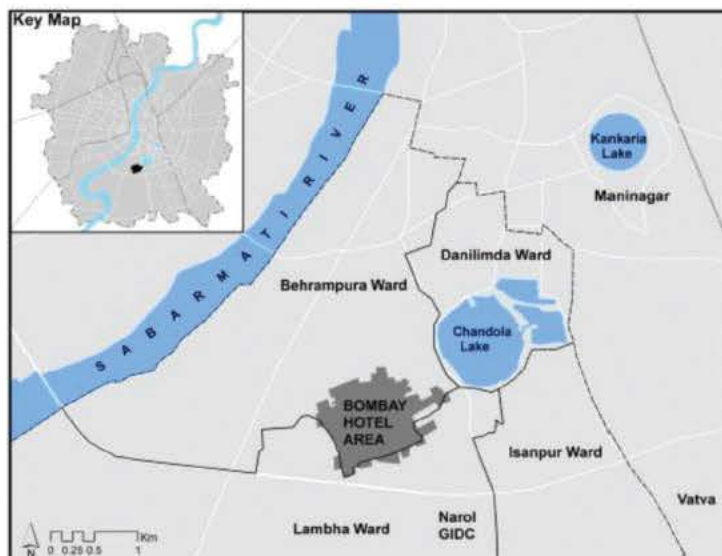 Key Map
SABARMATI RIVER
Kankaria
Lake
Maninagar
Danilimda Ward
Behrampura Ward
Chandola
Lake
BOMBAY
HOTEL
AREA
Isanpur Ward
Vatva
Lambha Ward
Narol
GIDC
N
Km
0 0.25 0.5 1